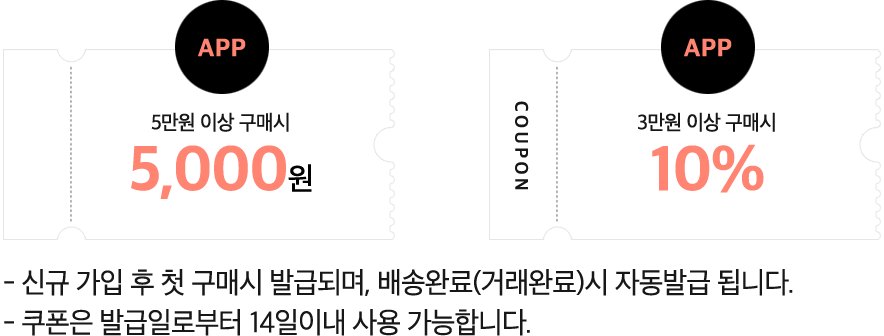 APP
5만원 이상 구매시
5,000원
APP
COUPON
3만원 이상 구매시
10%
- 신규 가입 후 첫 구매시 발급되며, 배송완료(거래완료)시 자동발급 됩니다.
- 쿠폰은 발급일로부터 14일이내 사용 가능합니다.